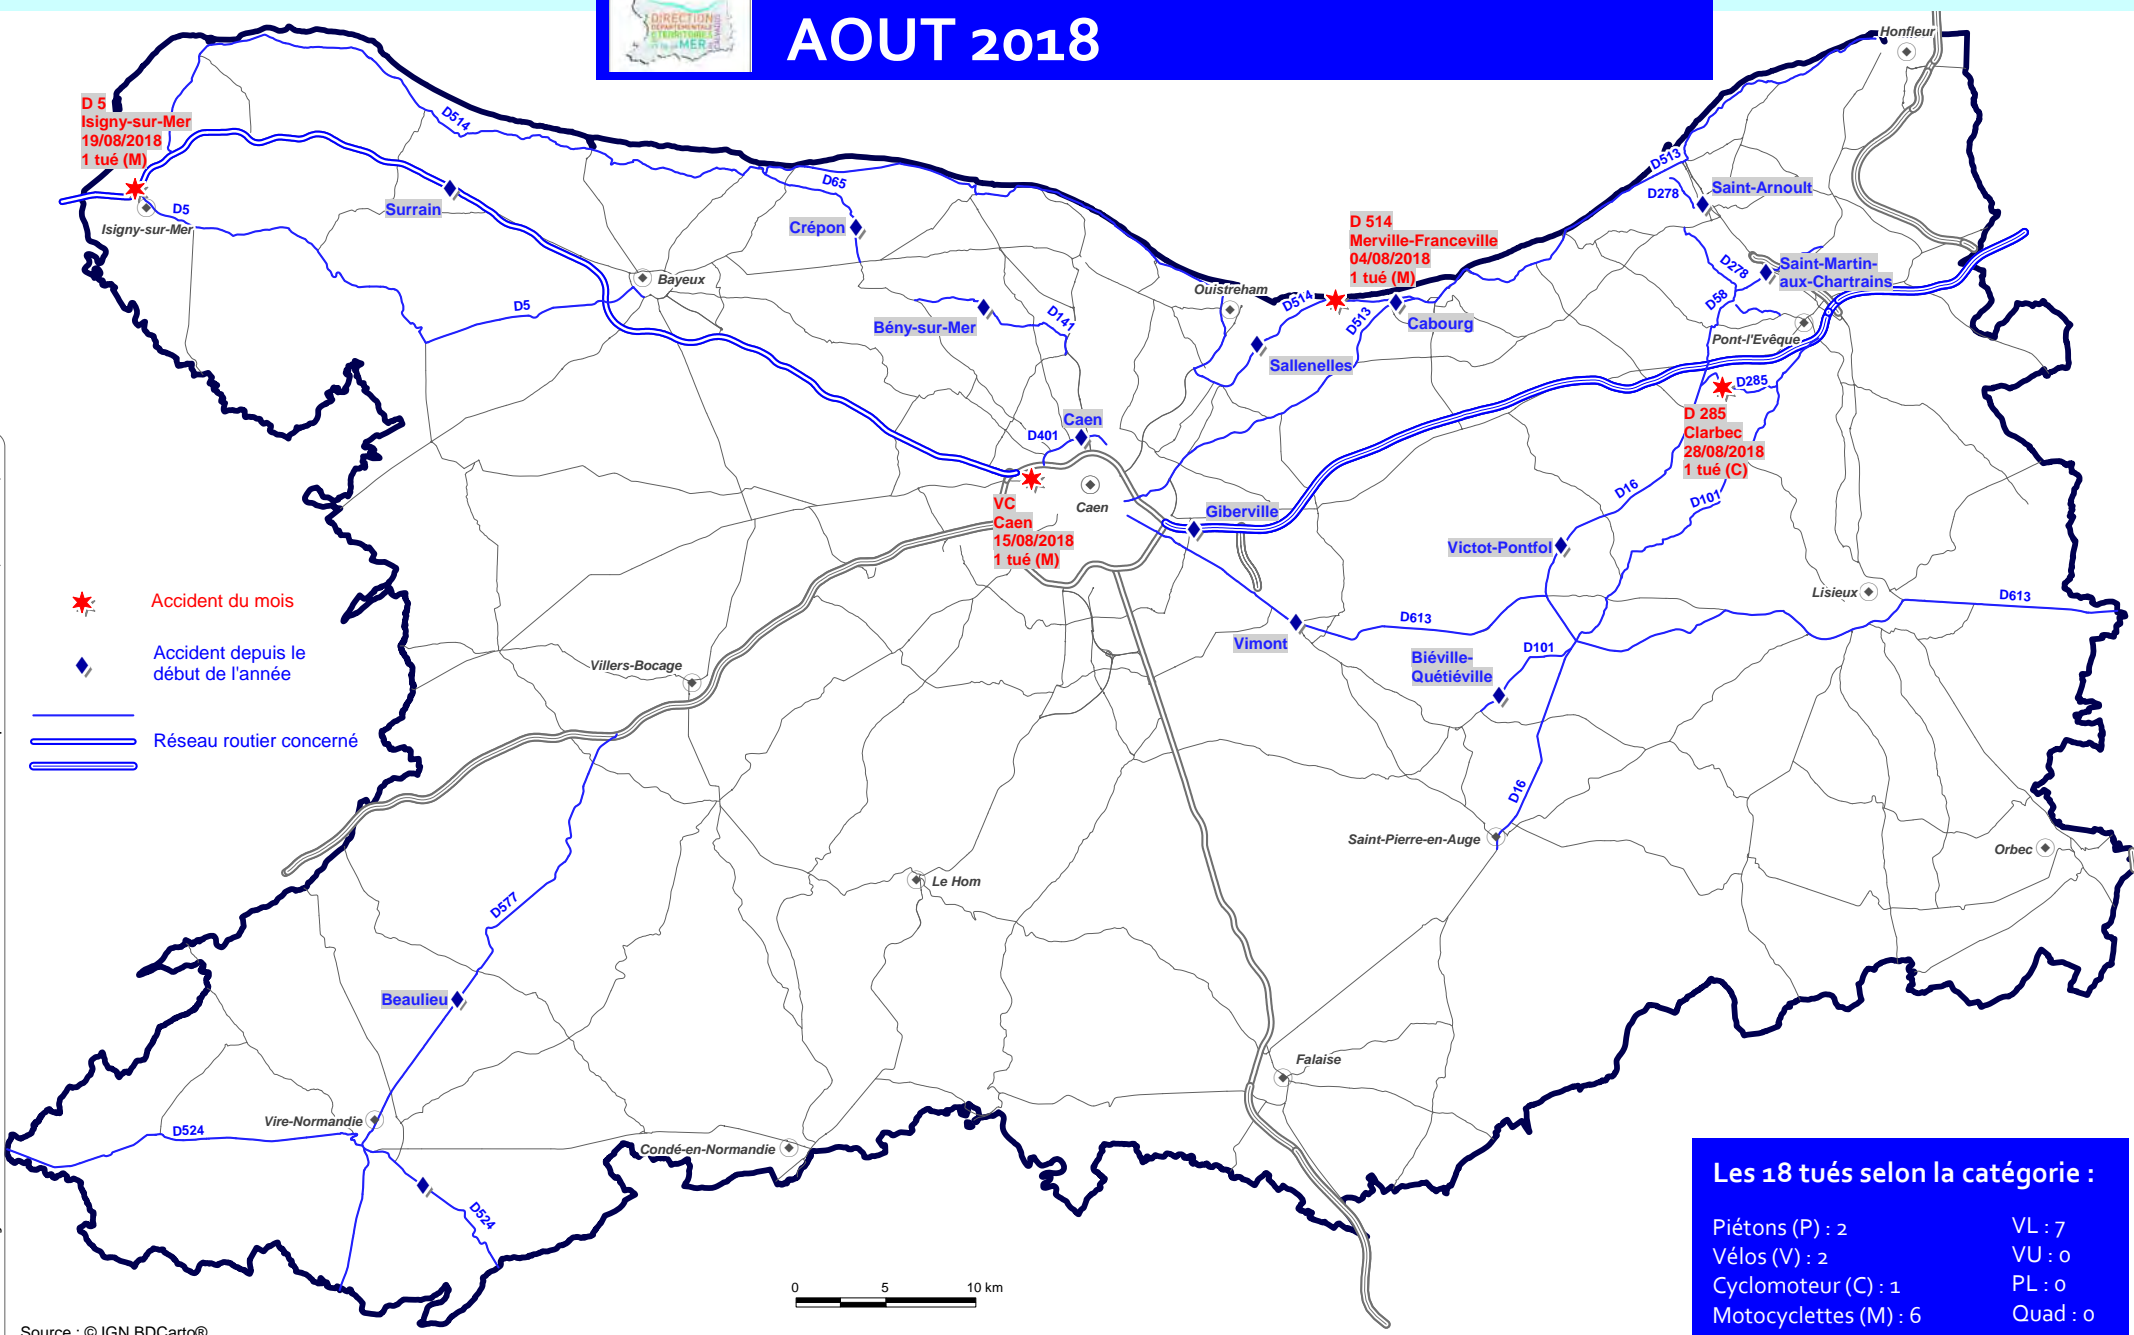 DIRECTION
DÉPARTEMENTALE
TERRITOIRES
MER
AOUT 2018
Honfleur
D 5
Isigny-sur-Mer
19/08/2018
1 tué (M)
D514
D5
Isigny-sur-Mer
Surrain
D65
Crépon
Bayeux
D5
Bény-sur-Mer
D141
Ouistreham
D 514
Merville-Franceville
04/08/2018
1 tué (M)
D514
D513
Cabourg
Sallenelles
D513
D278
Saint-Arnoult
D278
Saint-Martin-
aux-Chartrains
D58
Pont-l'Evêque
D285
D 285
Clarbec
28/08/2018
1 tué (C)
Caen
D401
Caen
VC
Caen
15/08/2018
1 tué (M)
Giberville
D16
D101
Victot-Pontfol
Lisieux
D613
D613
Vimont
D101
Biéville-
Quétiéville
Accident du mois
Accident depuis le
début de l'année
Réseau routier concerné
Villers-Bocage
D16
Saint-Pierre-en-Auge
Orbec
Le Hom
D577
Beaulieu
Falaise
Vire-Normandie
D524
Condé-en-Normandie
D524
0 5 10 km
Les 18 tués selon la catégorie :
Piétons (P) : 2
Vélos (V) : 2
Cyclomoteur (C) : 1
Motocyclettes (M) : 6
VL : 7
VU : 0
PL : 0
Quad : 0
Source : © IGN BDCarto®